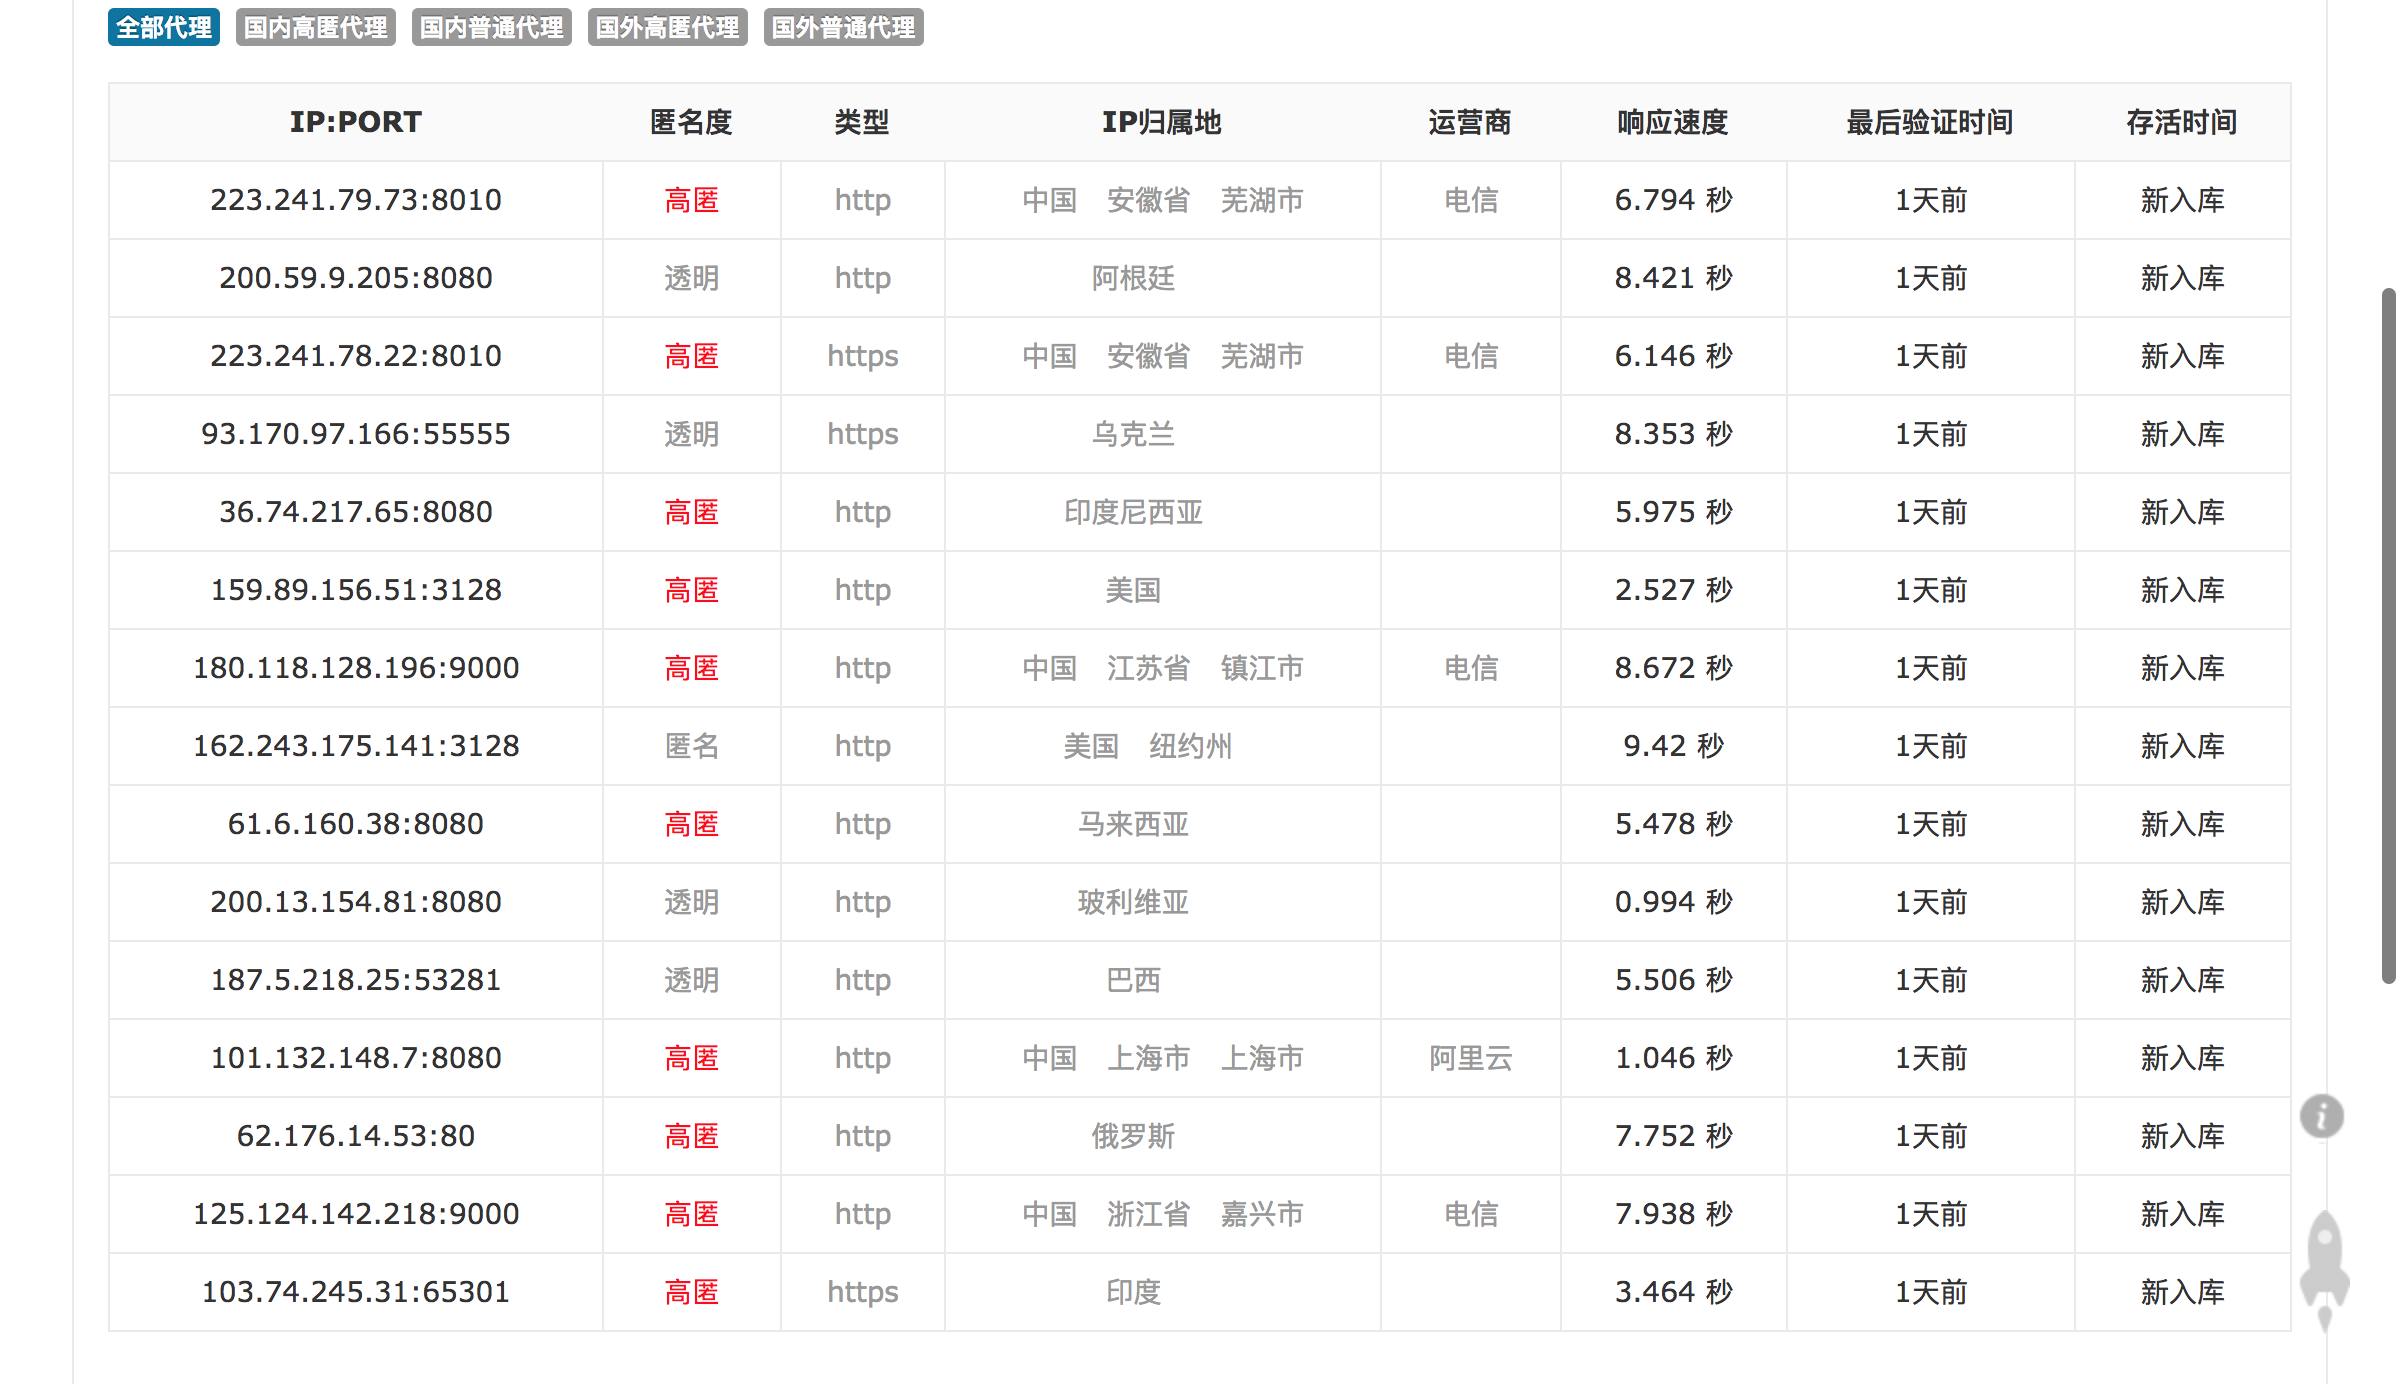 全部代理 国内高匿代理 国内普通代理 国外高匿代理 国外普通代理
IP:PORT 匿名度 类型 IP归属地 运营商 响应速度 最后验证时间 存活时间
223.241.79.73:8010 高匿 http 中国 安徽省 芜湖市 电信 6.794 秒 1天前 新入库
200.59.9.205:8080 透明 http 阿根廷 8.421 秒 1天前 新入库
223.241.78.22:8010 高匿 https 中国 安徽省 芜湖市 电信 6.146 秒 1天前 新入库
93.170.97.166:55555 透明 https 乌克兰 8.353 秒 1天前 新入库
36.74.217.65:8080 高匿 http 印度尼西亚 5.975 秒 1天前 新入库
159.89.156.51:3128 高匿 http 美国 2.527 秒 1天前 新入库
180.118.128.196:9000 高匿 http 中国 江苏省 镇江市 电信 8.672 秒 1天前 新入库
162.243.175.141:3128 匿名 http 美国 纽约州 9.42 秒 1天前 新入库
61.6.160.38:8080 高匿 http 马来西亚 5.478 秒 1天前 新入库
200.13.154.81:8080 透明 http 玻利维亚 0.994 秒 1天前 新入库
187.5.218.25:53281 透明 http 巴西 5.506 秒 1天前 新入库
101.132.148.7:8080 高匿 http 中国 上海市 上海市 阿里云 1.046 秒 1天前 新入库
62.176.14.53:80 高匿 http 俄罗斯 7.752 秒 1天前 新入库
125.124.142.218:9000 高匿 http 中国 浙江省 嘉兴市 电信 7.938 秒 1天前 新入库
103.74.245.31:65301 高匿 https 印度 3.464 秒 1天前 新入库